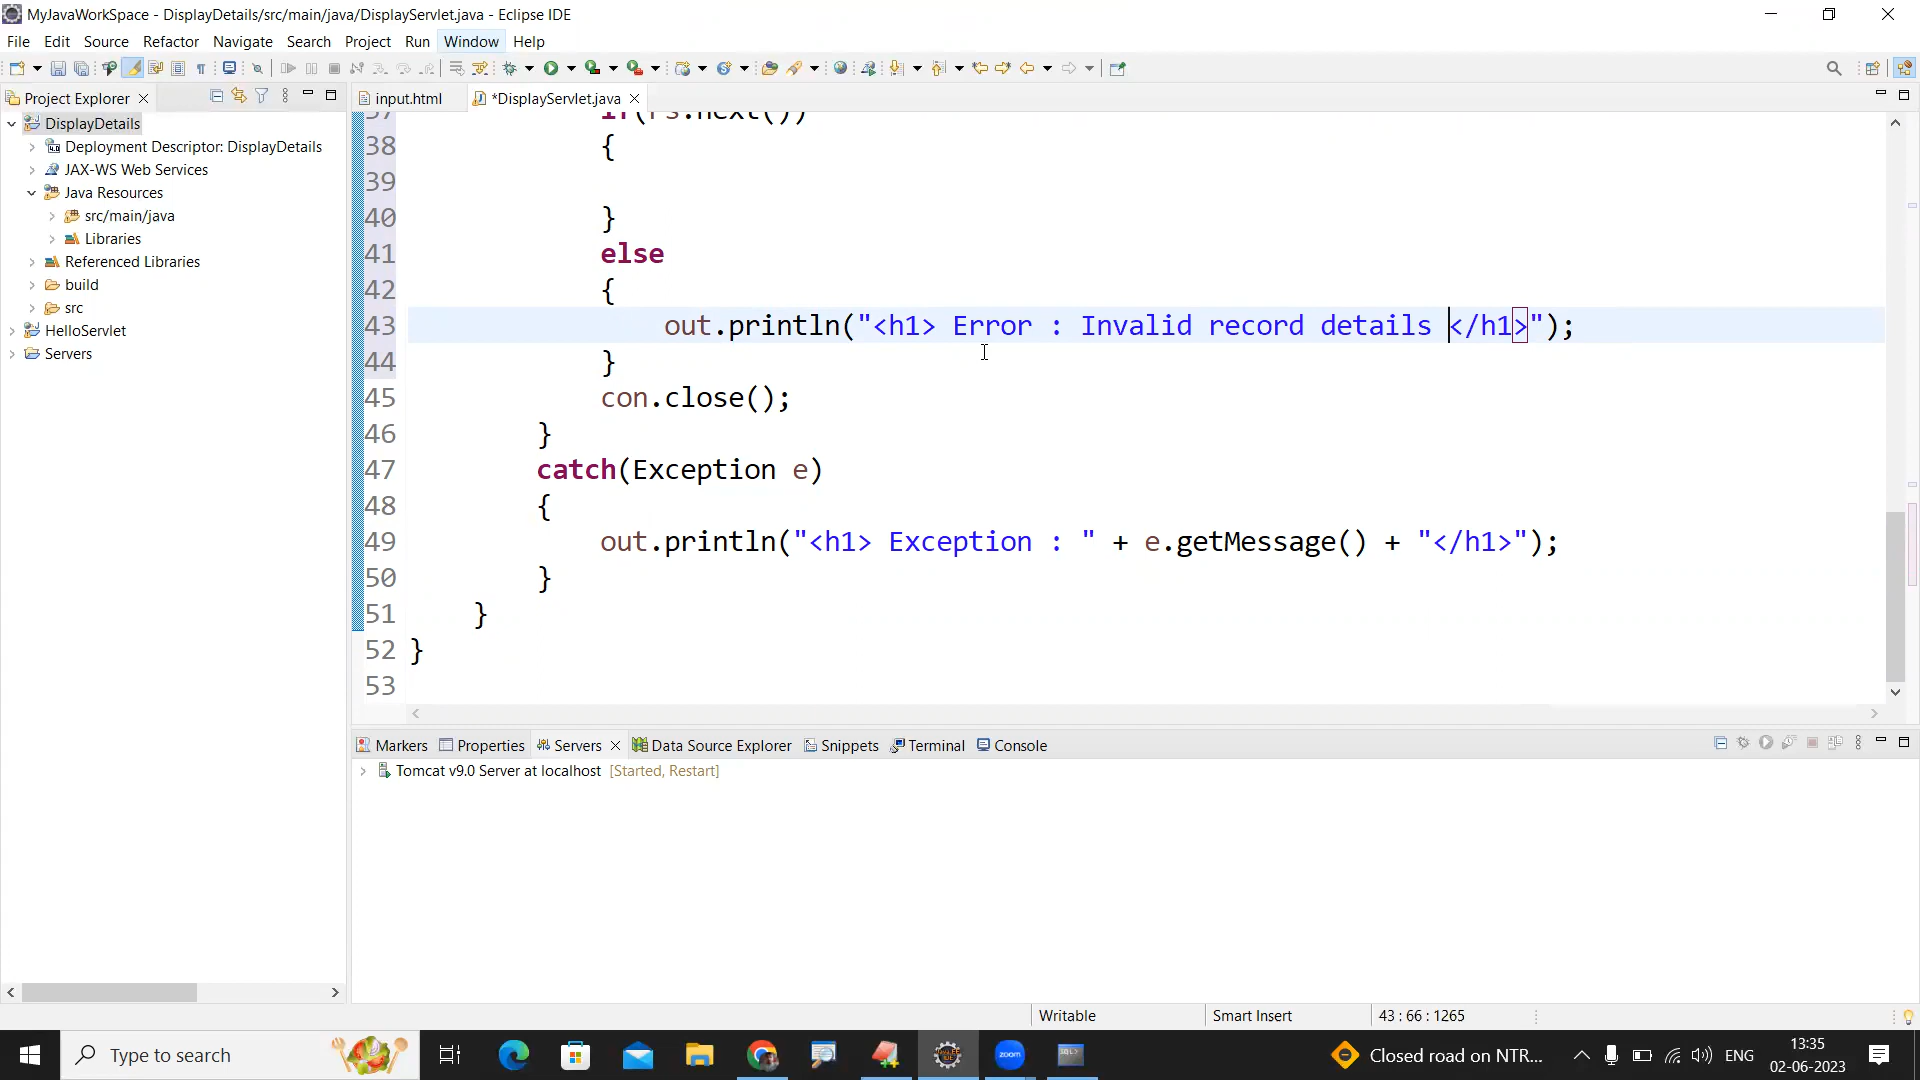 MyJavaWorkSpace - DisplayDetails/src/main/java/DisplayServlet.java - Eclipse IDE
File Edit Source Refactor Navigate Search Project Run Window Help
Project Explorer
input.html
*DisplayServlet.java
DisplayDetails
Deployment Descriptor: DisplayDetails
JAX-WS Web Services
Java Resources
src/main/java
Libraries
Referenced Libraries
build
src
HelloServlet
Servers
37 if(rs.next())
38 {
39
40 }
41 else
42 {
43 out.println("<h1> Error : Invalid record details </h1>");
44 }
45 con.close();
46 }
47 catch(Exception e)
48 {
49 out.println("<h1> Exception : " + e.getMessage() + "</h1>");
50 }
51 }
52 }
53
Markers Properties Servers Data Source Explorer Snippets Terminal Console
Tomcat v9.0 Server at localhost [Started, Restart]
Writable Smart Insert 43 : 66 : 1265
Type to search
zoom
Closed road on NTR...
ENG
13:35
02-06-2023